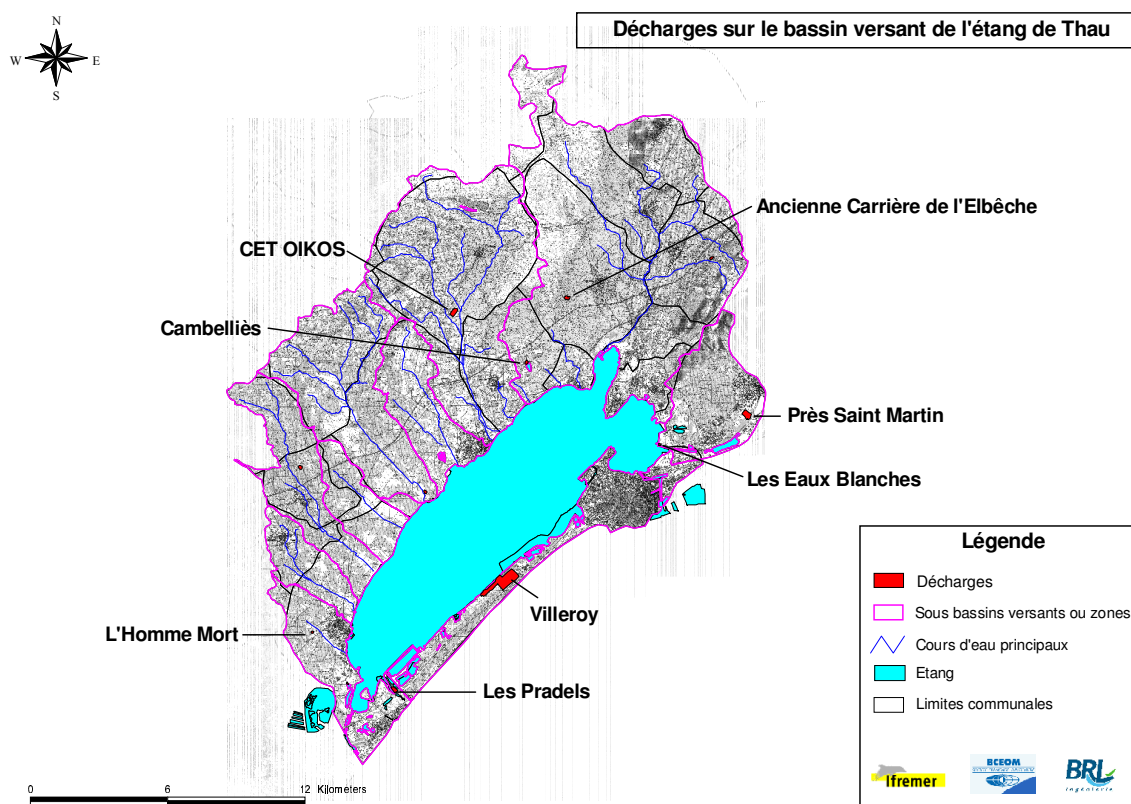 Décharges sur le bassin versant de l'étang de Thau
N
W
E
S
Ancienne Carrière de l'Elbêche
CET OIKOS
Cambelliès
Près Saint Martin
Les Eaux Blanches
Villeroy
L'Homme Mort
Les Pradels
Légende
Décharges
Sous bassins versants ou zones
Cours d'eau principaux
Etang
Limites communales
0 6 12 Kilometers
Ifremer
BCEOM
BRL
ingénierie